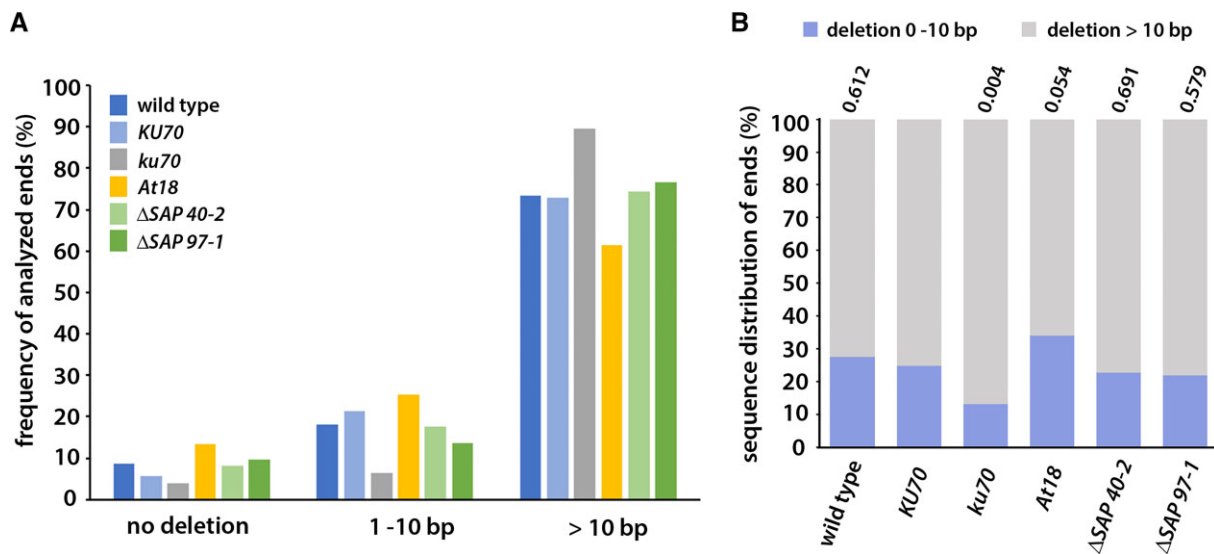 A
frequency of analyzed ends (%)
100
90
80
70
60
50
40
30
20
10
0
wild type
KU70
ku70
At18
ΔSAP 40-2
ΔSAP 97-1
no deletion
1 -10 bp
> 10 bp
B
deletion 0 -10 bp
deletion > 10 bp
0.612
0.004
0.054
0.691
0.579
sequence distribution of ends (%)
100
90
80
70
60
50
40
30
20
10
0
wild type
KU70
ku70
At18
ΔSAP 40-2
ΔSAP 97-1